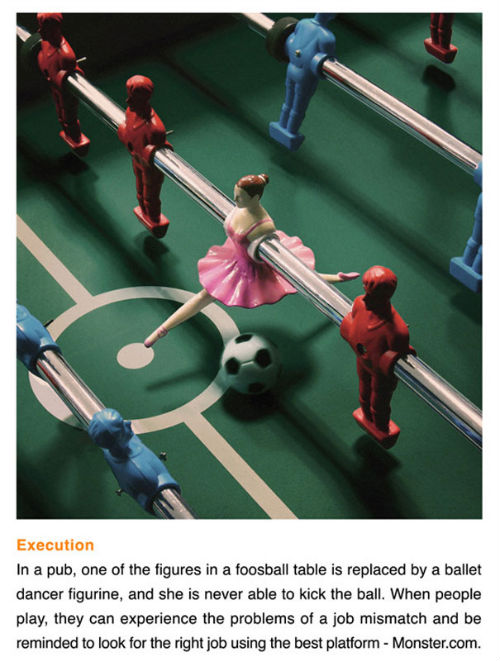 Execution
In a pub, one of the figures in a foosball table is replaced by a ballet
dancer figurine, and she is never able to kick the ball. When people
play, they can experience the problems of a job mismatch and be
reminded to look for the right job using the best platform - Monster.com.